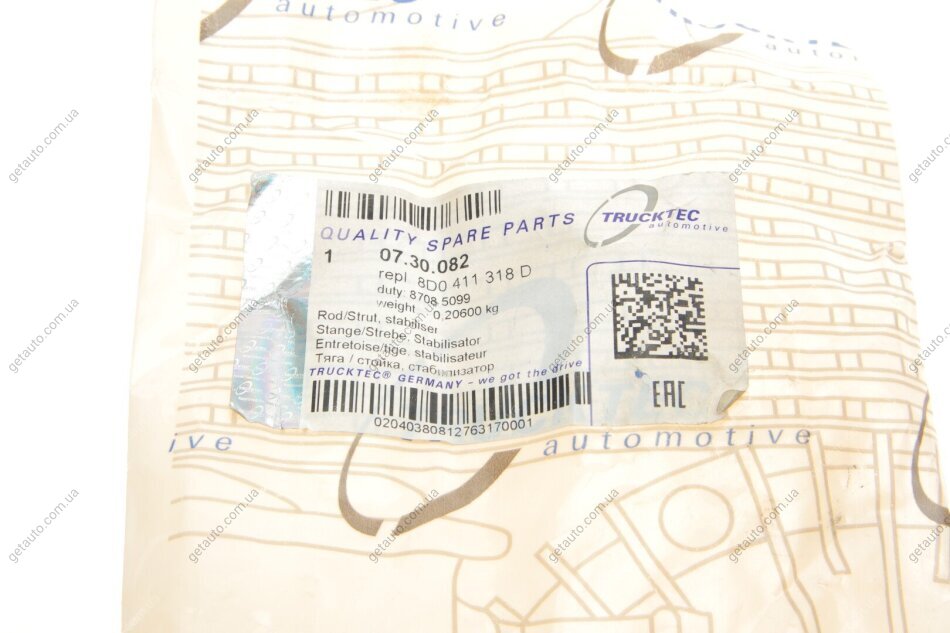 automotive
automotive
QUALITY SPARE PARTS
TRUCKTEC
automotive
1 07.30.082
repl. 8D0 411 318 D
duty: 8708 5099
weight 0,20600 kg
Rod/Strut, stabiliser
Stange/Strebe, Stabilisator
Entretoise/tige, stabilisateur
Тяга / стойка, стабилизатор
TRUCKTEC® GERMANY - we got the drive
EAC
02040380812763170001
ive
automotive
getauto.com.ua